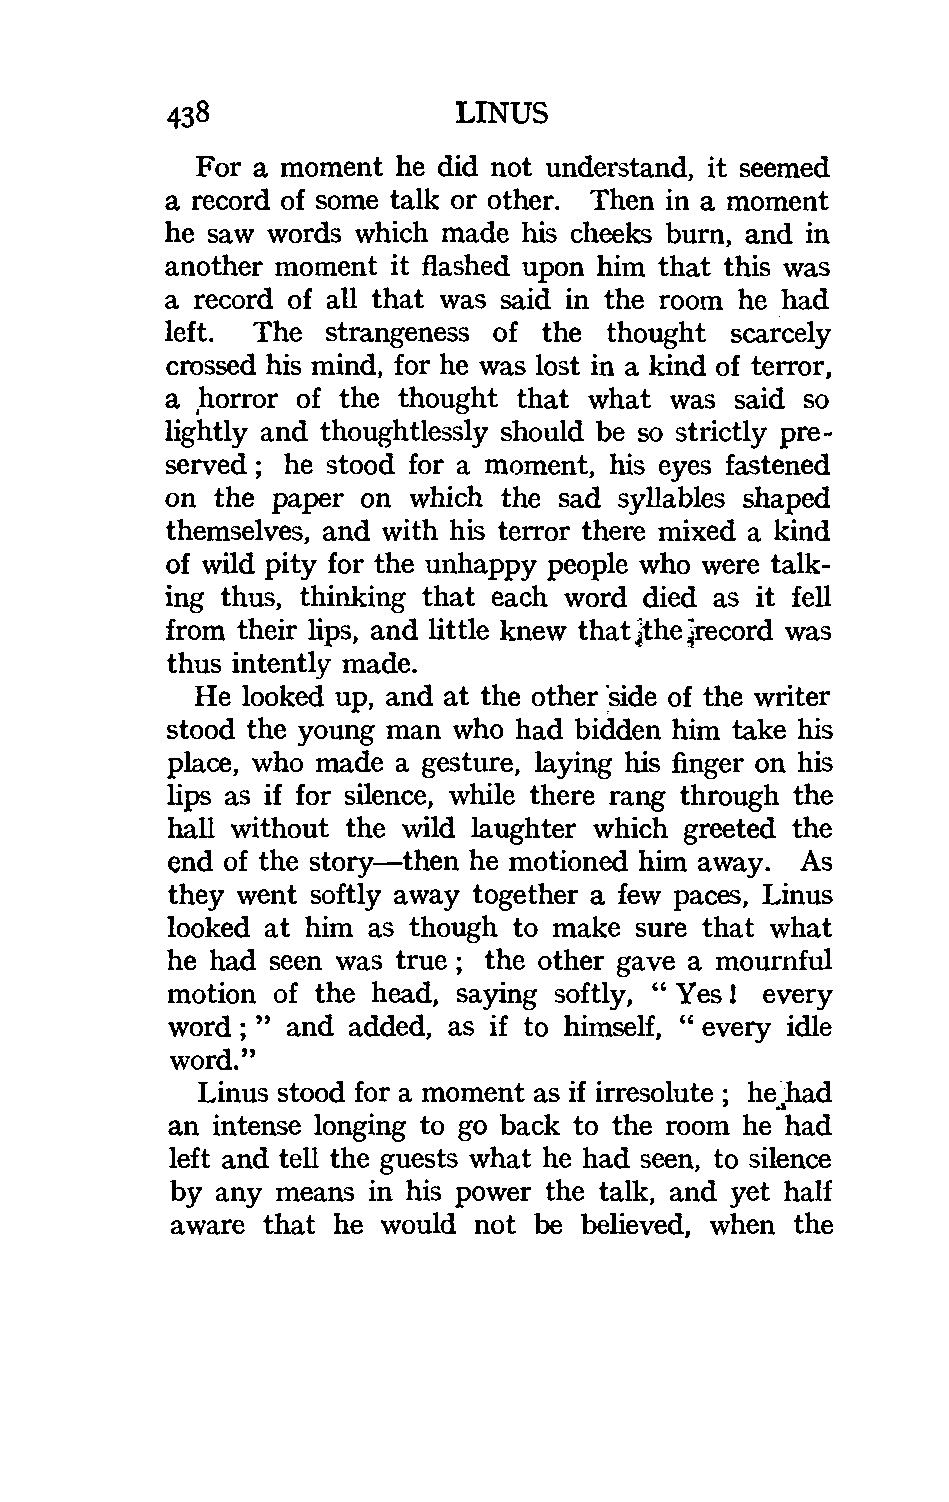 438 LINUS
For a moment he did not understand, it seemed
a record of some talk or other. Then in a moment
he saw words which made his cheeks burn, and in
another moment it flashed upon him that this was
a record of all that was said in the room he had
left. The strangeness of the thought scarcely
crossed his mind, for he was lost in a kind of terror,
a horror of the thought that what was said so
lightly and thoughtlessly should be so strictly pre-
served ; he stood for a moment, his eyes fastened
on the paper on which the sad syllables shaped
themselves, and with his terror there mixed a kind
of wild pity for the unhappy people who were talk-
ing thus, thinking that each word died as it fell
from their lips, and little knew that the record was
thus intently made.
He looked up, and at the other side of the writer
stood the young man who had bidden him take his
place, who made a gesture, laying his finger on his
lips as if for silence, while there rang through the
hall without the wild laughter which greeted the
end of the story—then he motioned him away. As
they went softly away together a few paces, Linus
looked at him as though to make sure that what
he had seen was true ; the other gave a mournful
motion of the head, saying softly, “ Yes ! every
word ; ” and added, as if to himself, “ every idle
word.”
Linus stood for a moment as if irresolute ; he had
an intense longing to go back to the room he had
left and tell the guests what he had seen, to silence
by any means in his power the talk, and yet half
aware that he would not be believed, when the